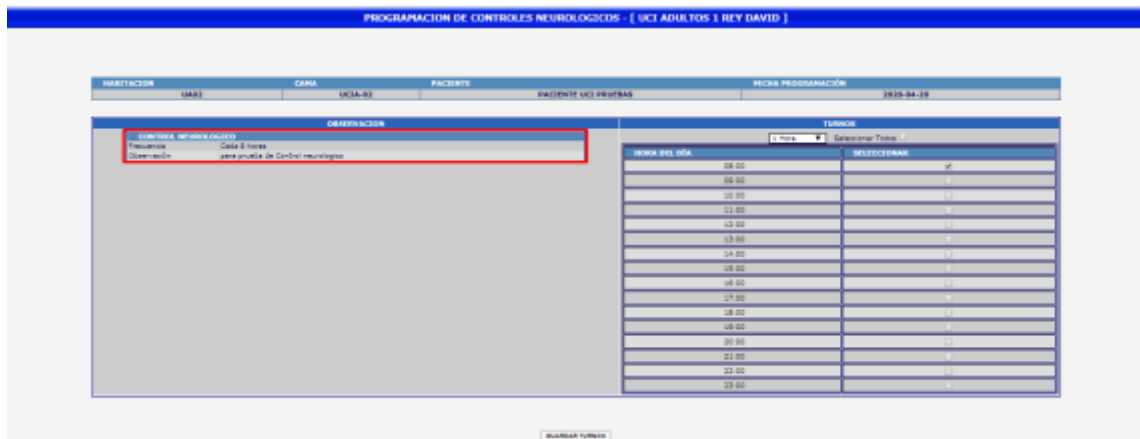 PROGRAMACION DE CONTROLES NEUROLOGICOS - [ UCI ADULTOS 1 REY DAVID ]
HABITACION CAMA PACIENTE FECHA PROGRAMACIÓN
UA02 UCIA-02 PACIENTE UCI PRUEBAS 2020-04-28
OBSERVACION TURNOS
CONTROL NEUROLOGICO
Frecuencia Cada 8 horas
Observación para prueba de Control neurologico
1 Hora Seleccionar Todos
HORA DEL DÍA SELECCIONAR
08:00
09:00
10:00
11:00
12:00
13:00
14:00
15:00
16:00
17:00
18:00
19:00
20:00
21:00
22:00
23:00
GUARDAR TURNOS